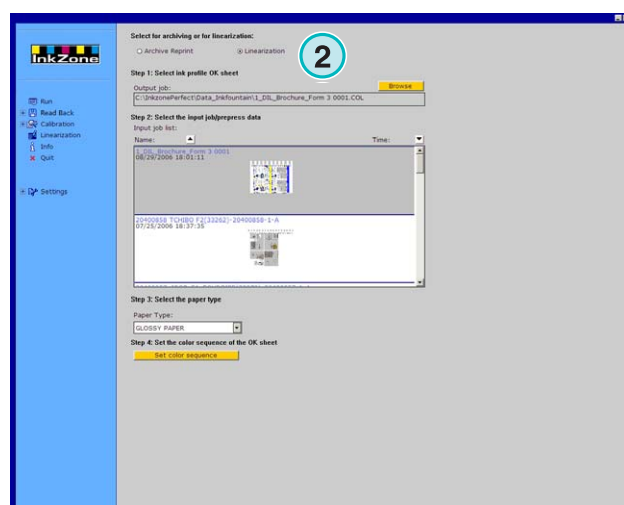 InkZone
Run
Read Back
Calibration
Linearization
Info
Quit
Settings
Select for archiving or for linearization:
Archive Reprint
Linearization
2
Step 1: Select ink profile OK sheet
Output job:
Browse
C:\InkzonePerfect\Data_Inkfountain\1_DIL_Brochure_Form 3 0001.COL
Step 2: Select the input job/prepress data
Input job list:
Name:
Time:
1_DIL_Brochure_Form 3 0001
08/29/2006 18:01:11
20400858 TCHIBO FZ(33262)-20400858-1-A
07/25/2006 18:37:35
Step 3: Select the paper type
Paper Type:
GLOSSY PAPER
Step 4: Set the color sequence of the OK sheet
Set color sequence